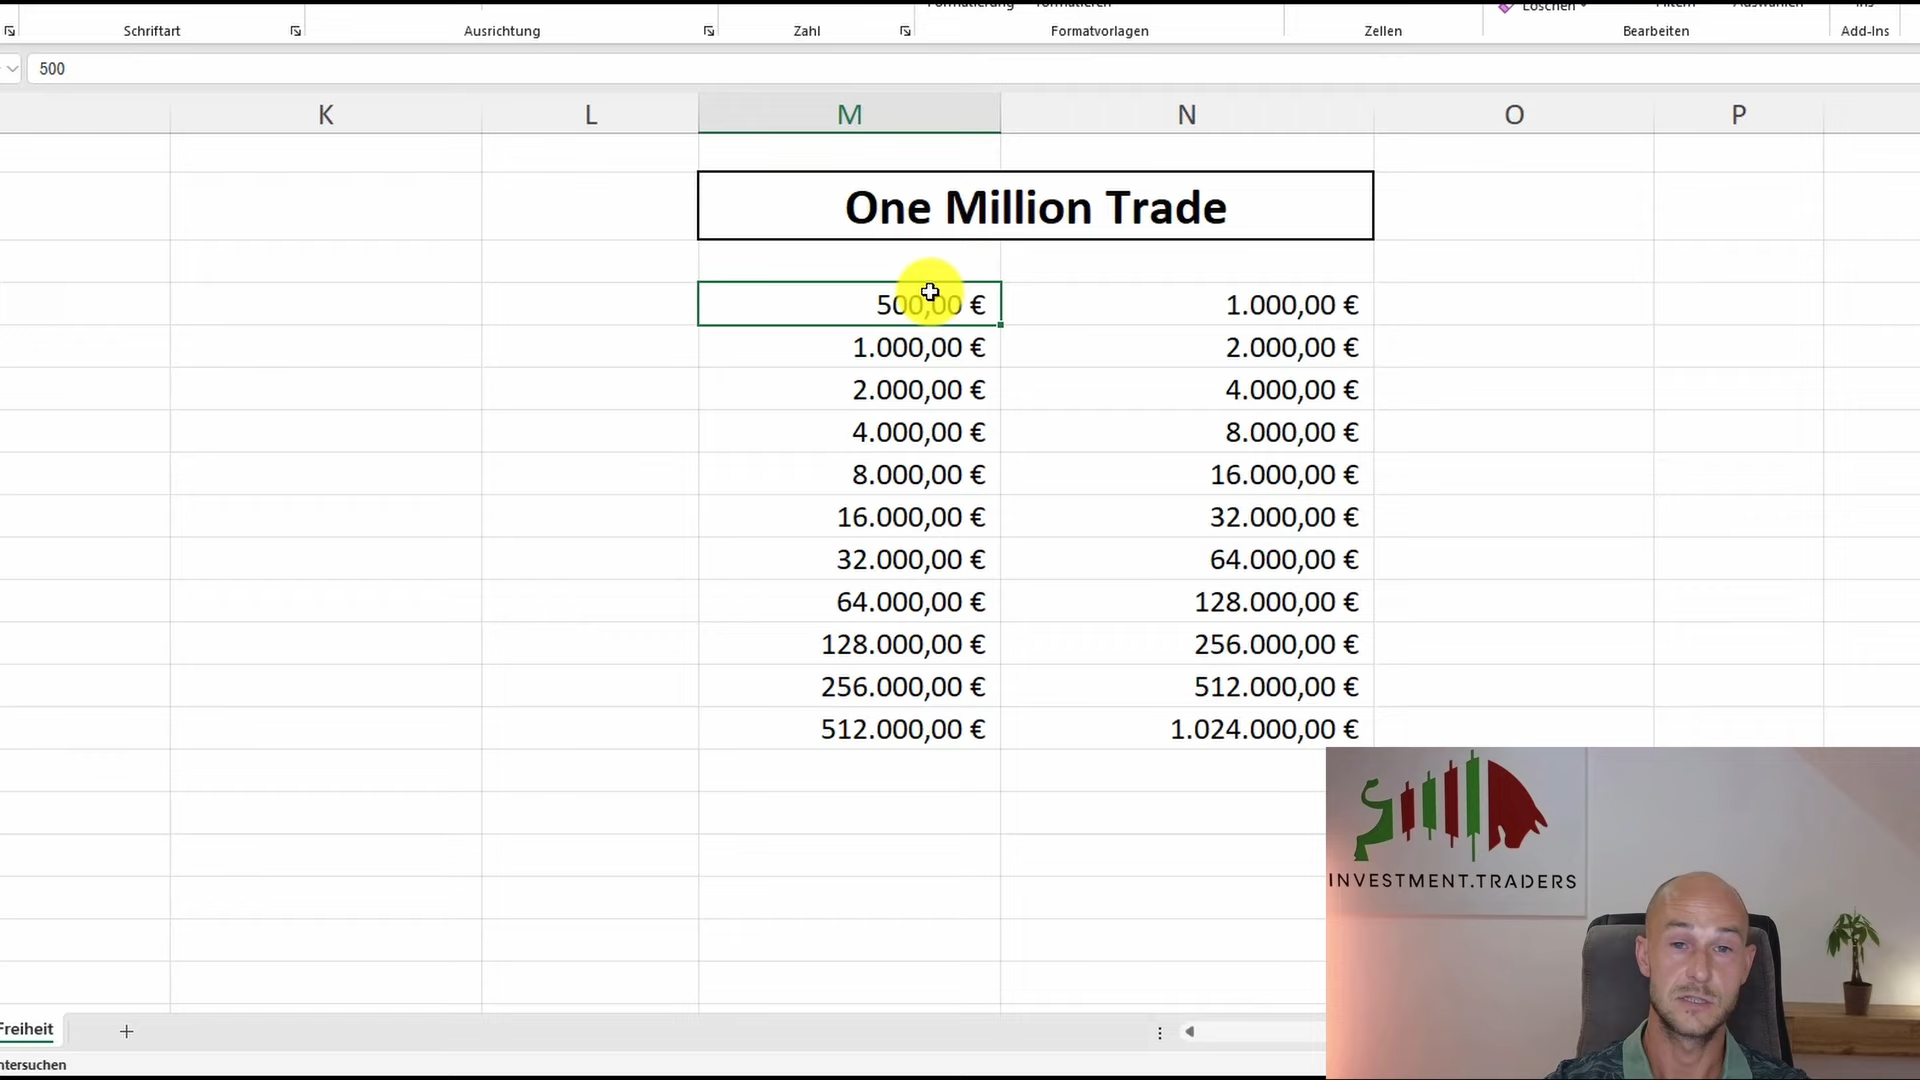 Löschen
Schriftart
Ausrichtung
Zahl
Formatvorlagen
Zellen
Bearbeiten
Add-Ins
500
K L M N O P
One Million Trade
500,00 € 1.000,00 €
1.000,00 € 2.000,00 €
2.000,00 € 4.000,00 €
4.000,00 € 8.000,00 €
8.000,00 € 16.000,00 €
16.000,00 € 32.000,00 €
32.000,00 € 64.000,00 €
64.000,00 € 128.000,00 €
128.000,00 € 256.000,00 €
256.000,00 € 512.000,00 €
512.000,00 € 1.024.000,00 €
INVESTMENT.TRADERS
Freiheit
ntersuchen